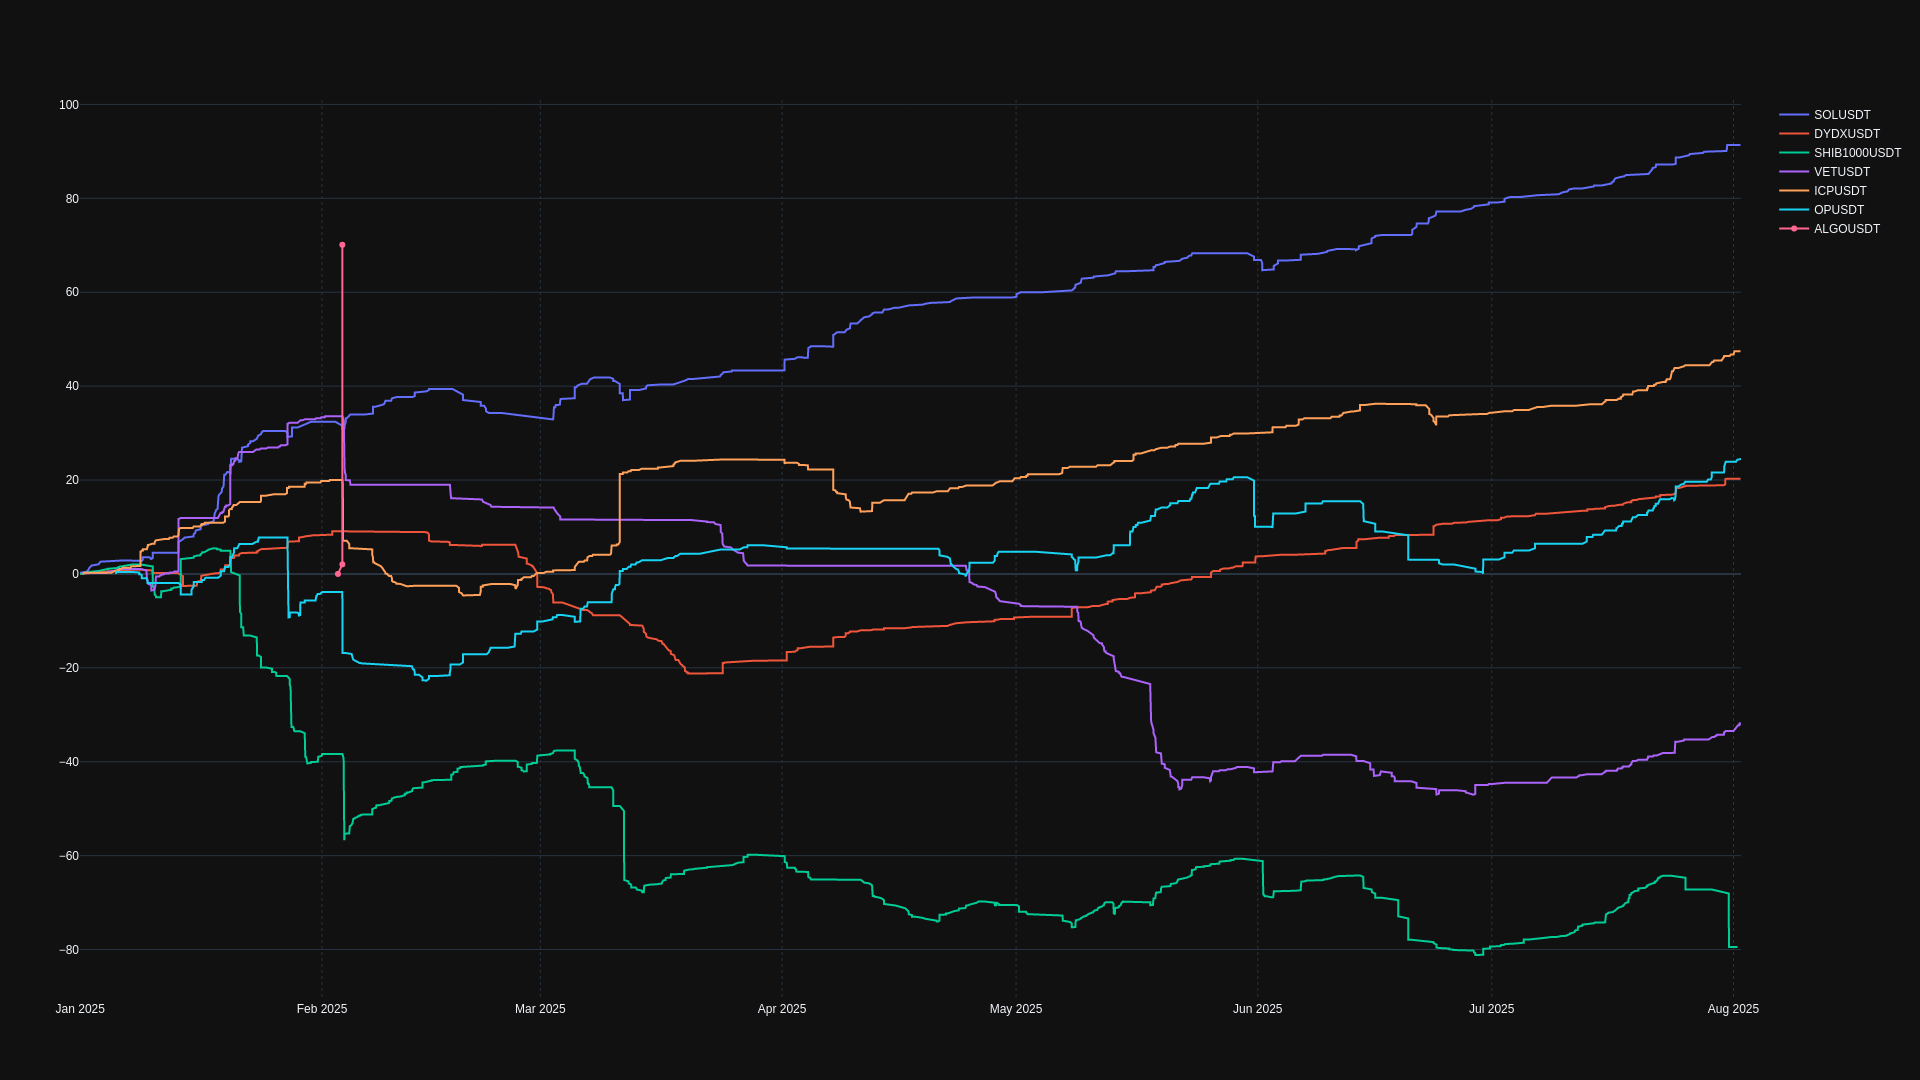 100
80
60
40
20
0
−20
−40
−60
−80
Jan 2025
Feb 2025
Mar 2025
Apr 2025
May 2025
Jun 2025
Jul 2025
Aug 2025
SOLUSDT
DYDXUSDT
SHIB1000USDT
VETUSDT
ICPUSDT
OPUSDT
ALGOUSDT